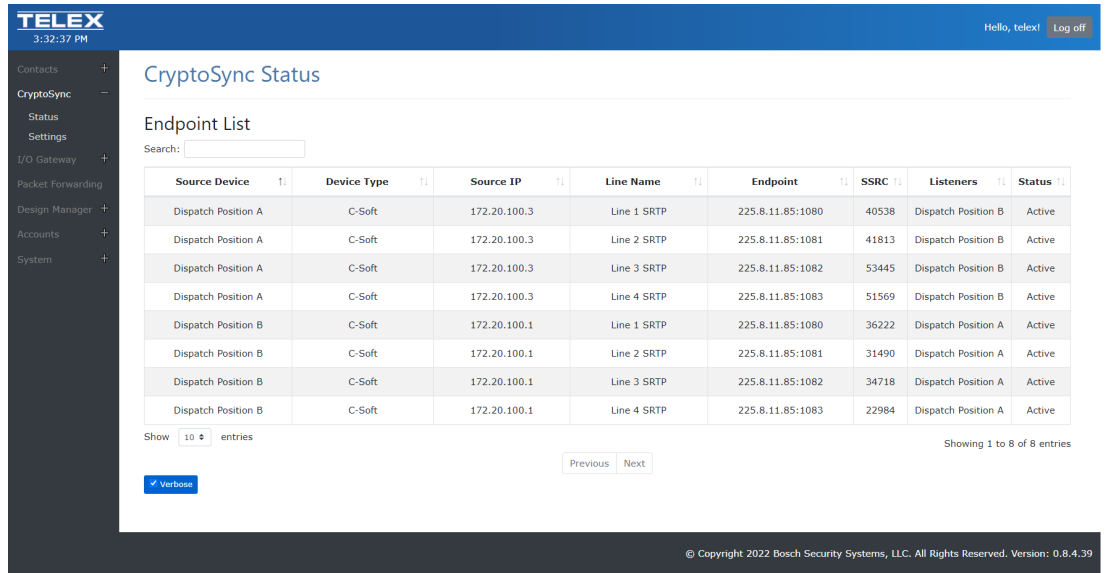 TELEX
3:32:37 PM
Hello, telex! Log off
Contacts +
CryptoSync −
Status
Settings
I/O Gateway +
Packet Forwarding
Design Manager +
Accounts +
System +
CryptoSync Status
Endpoint List
Search:
Source Device Device Type Source IP Line Name Endpoint SSRC Listeners Status
Dispatch Position A C-Soft 172.20.100.3 Line 1 SRTP 225.8.11.85:1080 40538 Dispatch Position B Active
Dispatch Position A C-Soft 172.20.100.3 Line 2 SRTP 225.8.11.85:1081 41813 Dispatch Position B Active
Dispatch Position A C-Soft 172.20.100.3 Line 3 SRTP 225.8.11.85:1082 53445 Dispatch Position B Active
Dispatch Position A C-Soft 172.20.100.3 Line 4 SRTP 225.8.11.85:1083 51569 Dispatch Position B Active
Dispatch Position B C-Soft 172.20.100.1 Line 1 SRTP 225.8.11.85:1080 36222 Dispatch Position A Active
Dispatch Position B C-Soft 172.20.100.1 Line 2 SRTP 225.8.11.85:1081 31490 Dispatch Position A Active
Dispatch Position B C-Soft 172.20.100.1 Line 3 SRTP 225.8.11.85:1082 34718 Dispatch Position A Active
Dispatch Position B C-Soft 172.20.100.1 Line 4 SRTP 225.8.11.85:1083 22984 Dispatch Position A Active
Show 10 entries
Showing 1 to 8 of 8 entries
Previous Next
Verbose
© Copyright 2022 Bosch Security Systems, LLC. All Rights Reserved. Version: 0.8.4.39